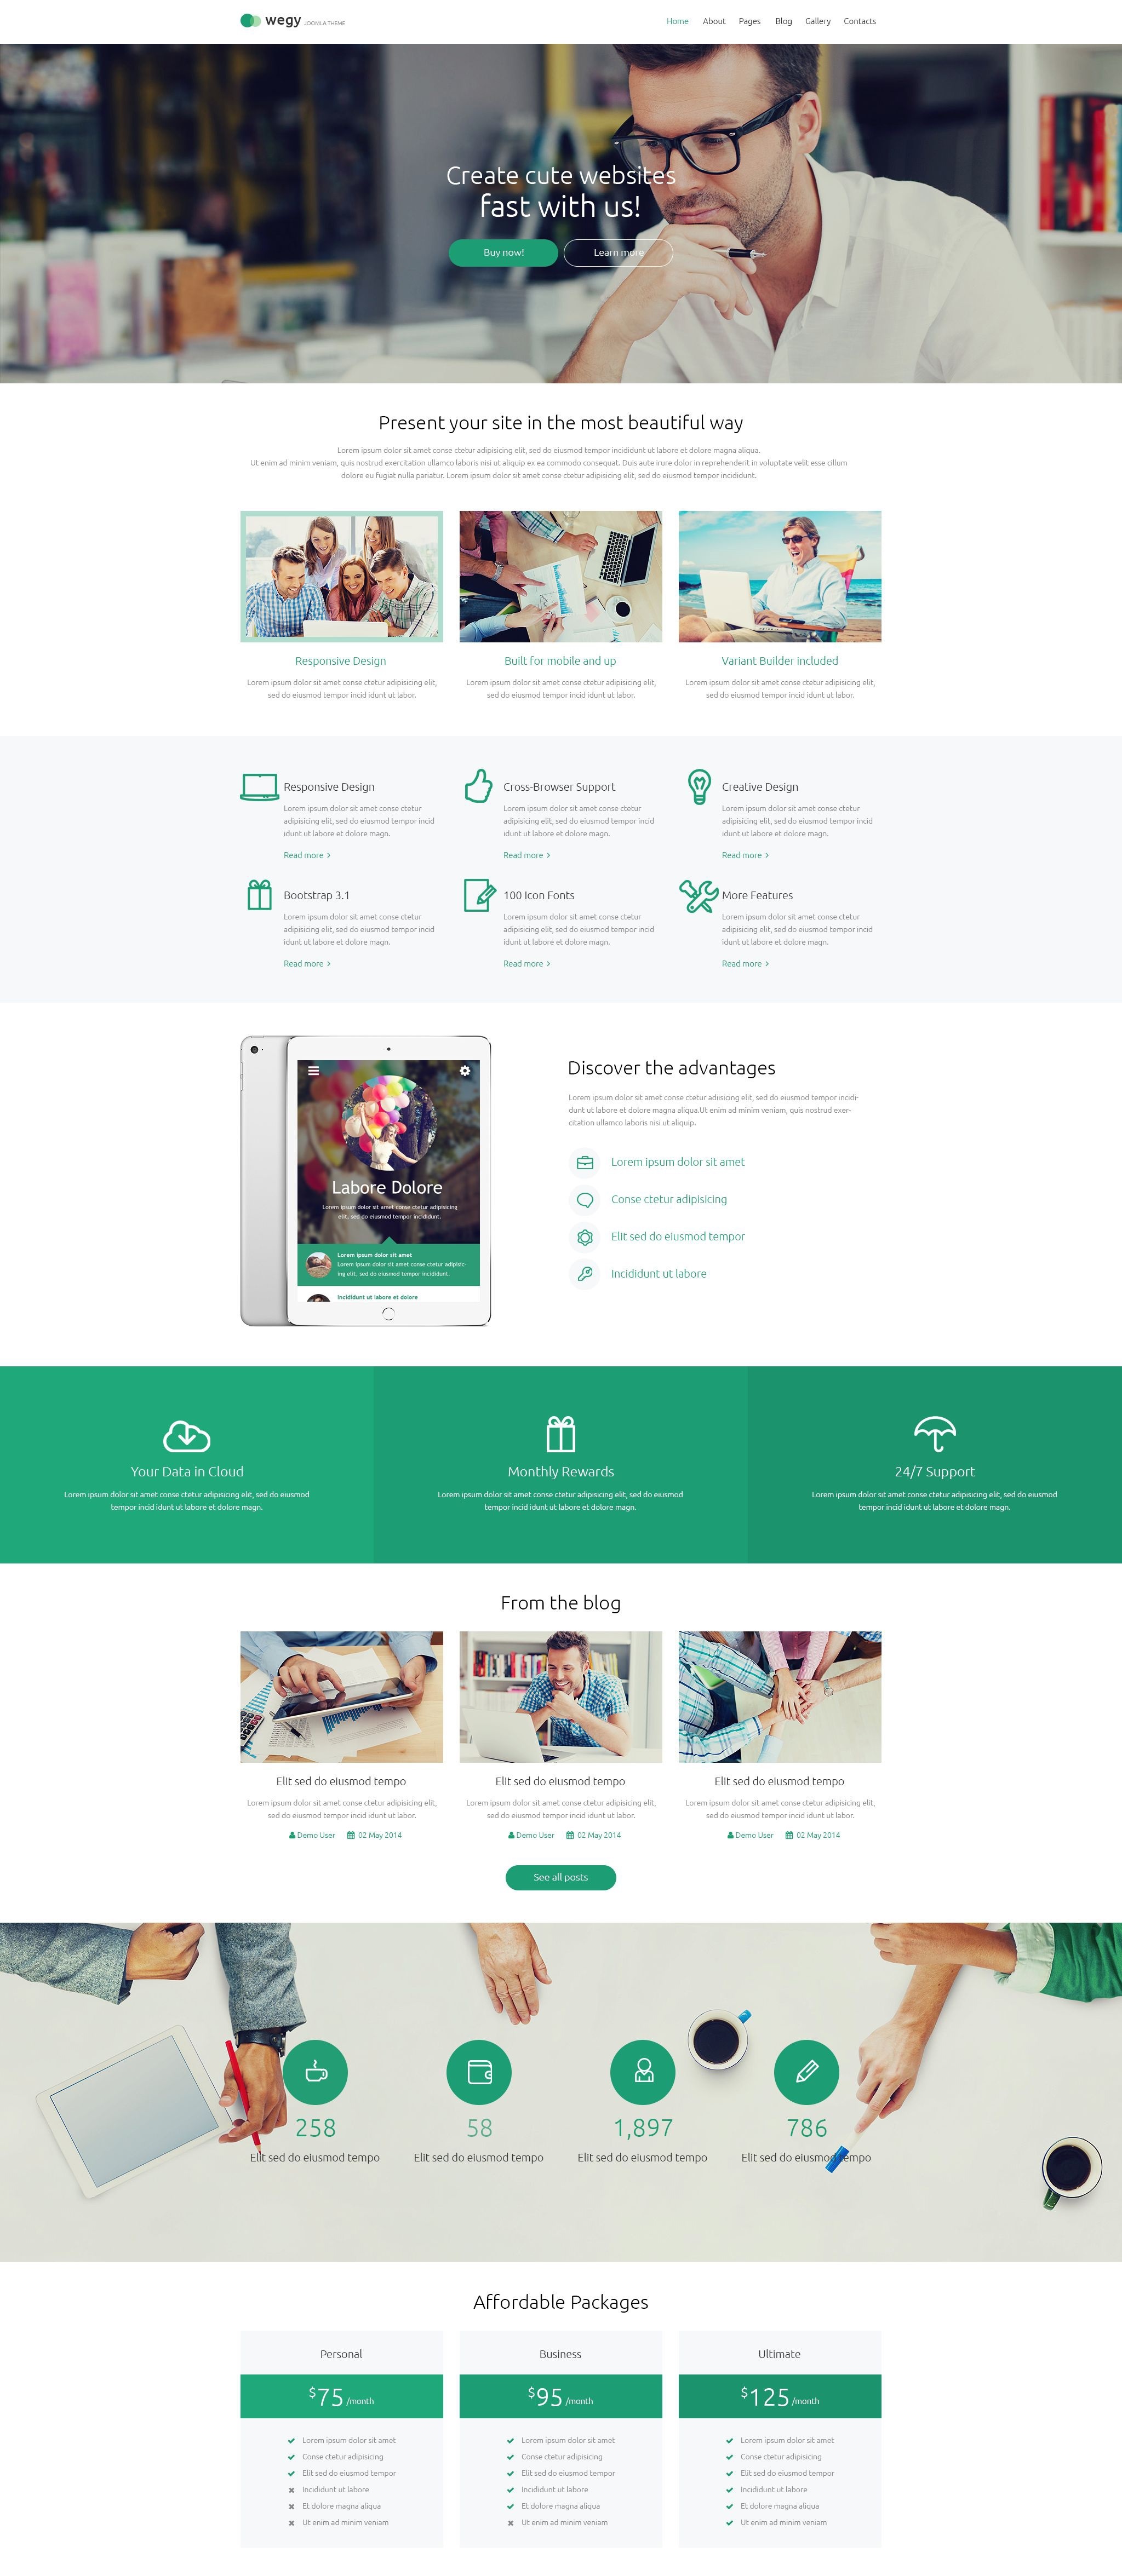 wegy JOOMLA THEME
Home About Pages Blog Gallery Contacts
Create cute websites
fast with us!
Buy now! Learn more
Present your site in the most beautiful way
Lorem ipsum dolor sit amet conse ctetur adipisicing elit, sed do eiusmod tempor incididunt ut labore et dolore magna aliqua.
Ut enim ad minim veniam, quis nostrud exercitation ullamco laboris nisi ut aliquip ex ea commodo consequat. Duis aute irure dolor in reprehenderit in voluptate velit esse cillum
dolore eu fugiat nulla pariatur. Lorem ipsum dolor sit amet conse ctetur adipisicing elit, sed do eiusmod tempor incididunt.
Responsive Design
Lorem ipsum dolor sit amet conse ctetur adipisicing elit,
sed do eiusmod tempor incid idunt ut labor.
Built for mobile and up
Lorem ipsum dolor sit amet conse ctetur adipisicing elit,
sed do eiusmod tempor incid idunt ut labor.
Variant Builder Included
Lorem ipsum dolor sit amet conse ctetur adipisicing elit,
sed do eiusmod tempor incid idunt ut labor.
Responsive Design
Lorem ipsum dolor sit amet conse ctetur
adipisicing elit, sed do eiusmod tempor incid
idunt ut labore et dolore magn.
Read more >
Cross-Browser Support
Lorem ipsum dolor sit amet conse ctetur
adipisicing elit, sed do eiusmod tempor incid
idunt ut labore et dolore magn.
Read more >
Creative Design
Lorem ipsum dolor sit amet conse ctetur
adipisicing elit, sed do eiusmod tempor incid
idunt ut labore et dolore magn.
Read more >
Bootstrap 3.1
Lorem ipsum dolor sit amet conse ctetur
adipisicing elit, sed do eiusmod tempor incid
idunt ut labore et dolore magn.
Read more >
100 Icon Fonts
Lorem ipsum dolor sit amet conse ctetur
adipisicing elit, sed do eiusmod tempor incid
idunt ut labore et dolore magn.
Read more >
More Features
Lorem ipsum dolor sit amet conse ctetur
adipisicing elit, sed do eiusmod tempor incid
idunt ut labore et dolore magn.
Read more >
Labore Dolore
Lorem ipsum dolor sit amet conse ctetur adipisicing
elit, sed do eiusmod tempor incididunt.
Lorem ipsum dolor sit amet
Lorem ipsum dolor sit amet conse ctetur adipisic-
ing elit, sed do eiusmod tempor incididunt.
Incididunt ut labore et dolore
Discover the advantages
Lorem ipsum dolor sit amet conse ctetur adiisicing elit, sed do eiusmod tempor incidi-
dunt ut labore et dolore magna aliqua.Ut enim ad minim veniam, quis nostrud exer-
citation ullamco laboris nisi ut aliquip.
Lorem ipsum dolor sit amet
Conse ctetur adipisicing
Elit sed do eiusmod tempor
Incididunt ut labore
Your Data in Cloud
Lorem ipsum dolor sit amet conse ctetur adipisicing elit, sed do eiusmod
tempor incid idunt ut labore et dolore magn.
Monthly Rewards
Lorem ipsum dolor sit amet conse ctetur adipisicing elit, sed do eiusmod
tempor incid idunt ut labore et dolore magn.
24/7 Support
Lorem ipsum dolor sit amet conse ctetur adipisicing elit, sed do eiusmod
tempor incid idunt ut labore et dolore magn.
From the blog
Elit sed do eiusmod tempo
Lorem ipsum dolor sit amet conse ctetur adipisicing elit,
sed do eiusmod tempor incid idunt ut labor.
Demo User 02 May 2014
Elit sed do eiusmod tempo
Lorem ipsum dolor sit amet conse ctetur adipisicing elit,
sed do eiusmod tempor incid idunt ut labor.
Demo User 02 May 2014
Elit sed do eiusmod tempo
Lorem ipsum dolor sit amet conse ctetur adipisicing elit,
sed do eiusmod tempor incid idunt ut labor.
Demo User 02 May 2014
See all posts
258
Elit sed do eiusmod tempo
58
Elit sed do eiusmod tempo
1,897
Elit sed do eiusmod tempo
786
Elit sed do eiusmod tempo
Affordable Packages
Personal
$75 /month
Lorem ipsum dolor sit amet
Conse ctetur adipisicing
Elit sed do eiusmod tempor
Incididunt ut labore
Et dolore magna aliqua
Ut enim ad minim veniam
Business
$95 /month
Lorem ipsum dolor sit amet
Conse ctetur adipisicing
Elit sed do eiusmod tempor
Incididunt ut labore
Et dolore magna aliqua
Ut enim ad minim veniam
Ultimate
$125 /month
Lorem ipsum dolor sit amet
Conse ctetur adipisicing
Elit sed do eiusmod tempor
Incididunt ut labore
Et dolore magna aliqua
Ut enim ad minim veniam